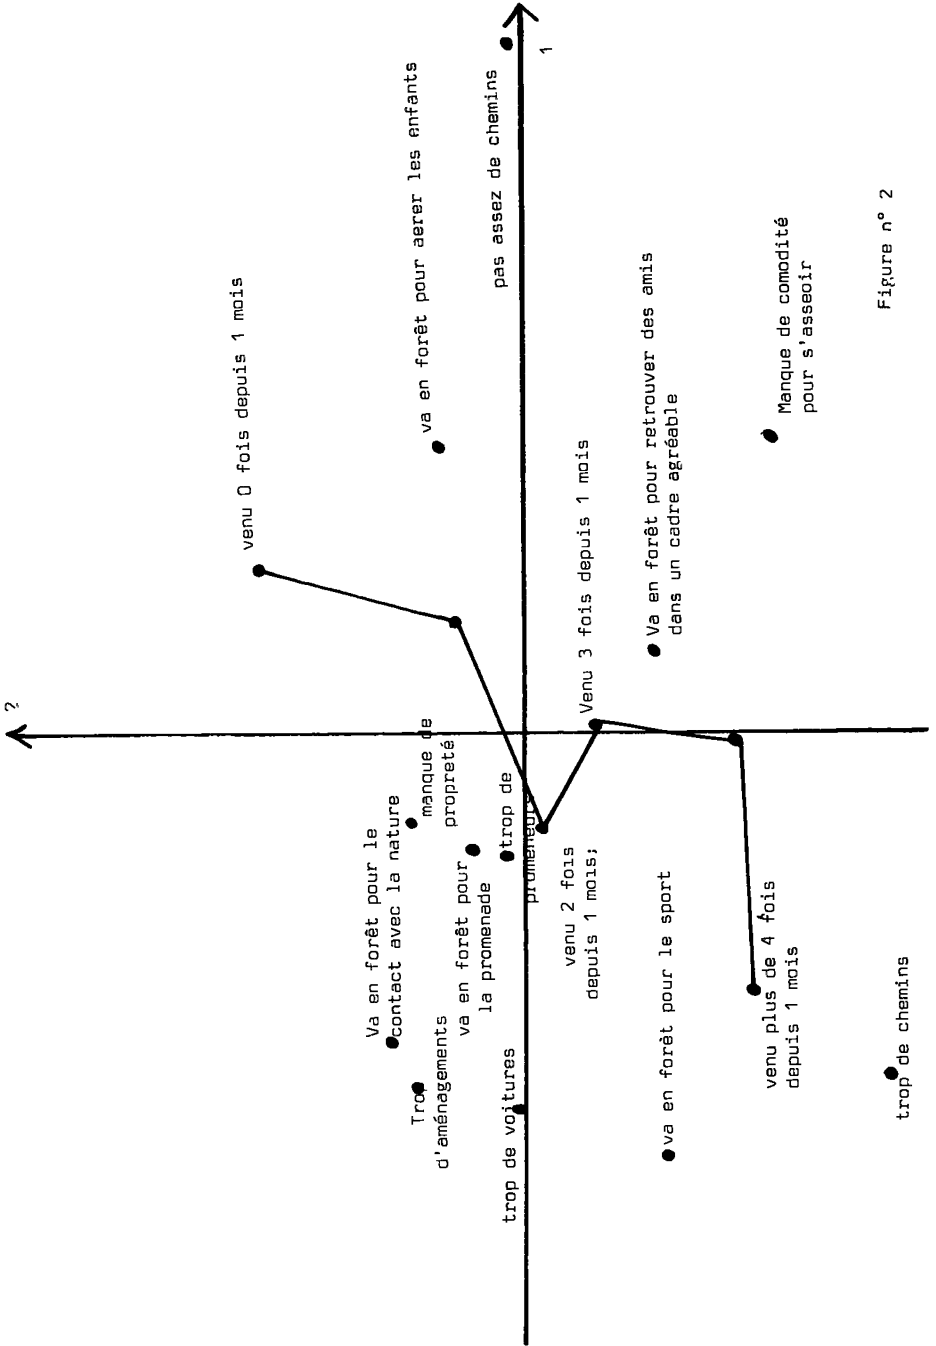 2
venu 0 fois depuis 1 mois
Va en forêt pour le
contact avec la nature
va en forêt pour aerer les enfants
Trop
d'aménagements
manque de
propreté
va en forêt pour
la promenade
pas assez de chemins
trop de voitures
trop de
promeneurs
1
venu 2 fois
depuis 1 mois;
Venu 3 fois depuis 1 mois
Va en forêt pour retrouver des amis
dans un cadre agréable
va en forêt pour le sport
venu plus de 4 fois
depuis 1 mois
Manque de comodité
pour s'asseoir
Figure n° 2
trop de chemins